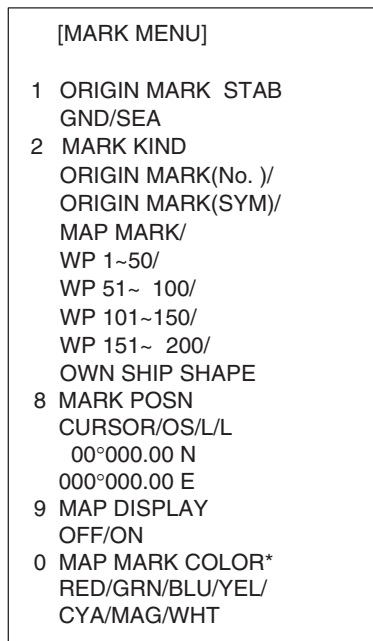 [MARK MENU]
1 ORIGIN MARK STAB
GND/SEA
2 MARK KIND
ORIGIN MARK(No. )/
ORIGIN MARK(SYM)/
MAP MARK/
WP 1~50/
WP 51~ 100/
WP 101~150/
WP 151~ 200/
OWN SHIP SHAPE
8 MARK POSN
CURSOR/OS/L/L
00°000.00 N
000°000.00 E
9 MAP DISPLAY
OFF/ON
0 MAP MARK COLOR*
RED/GRN/BLU/YEL/
CYA/MAG/WHT